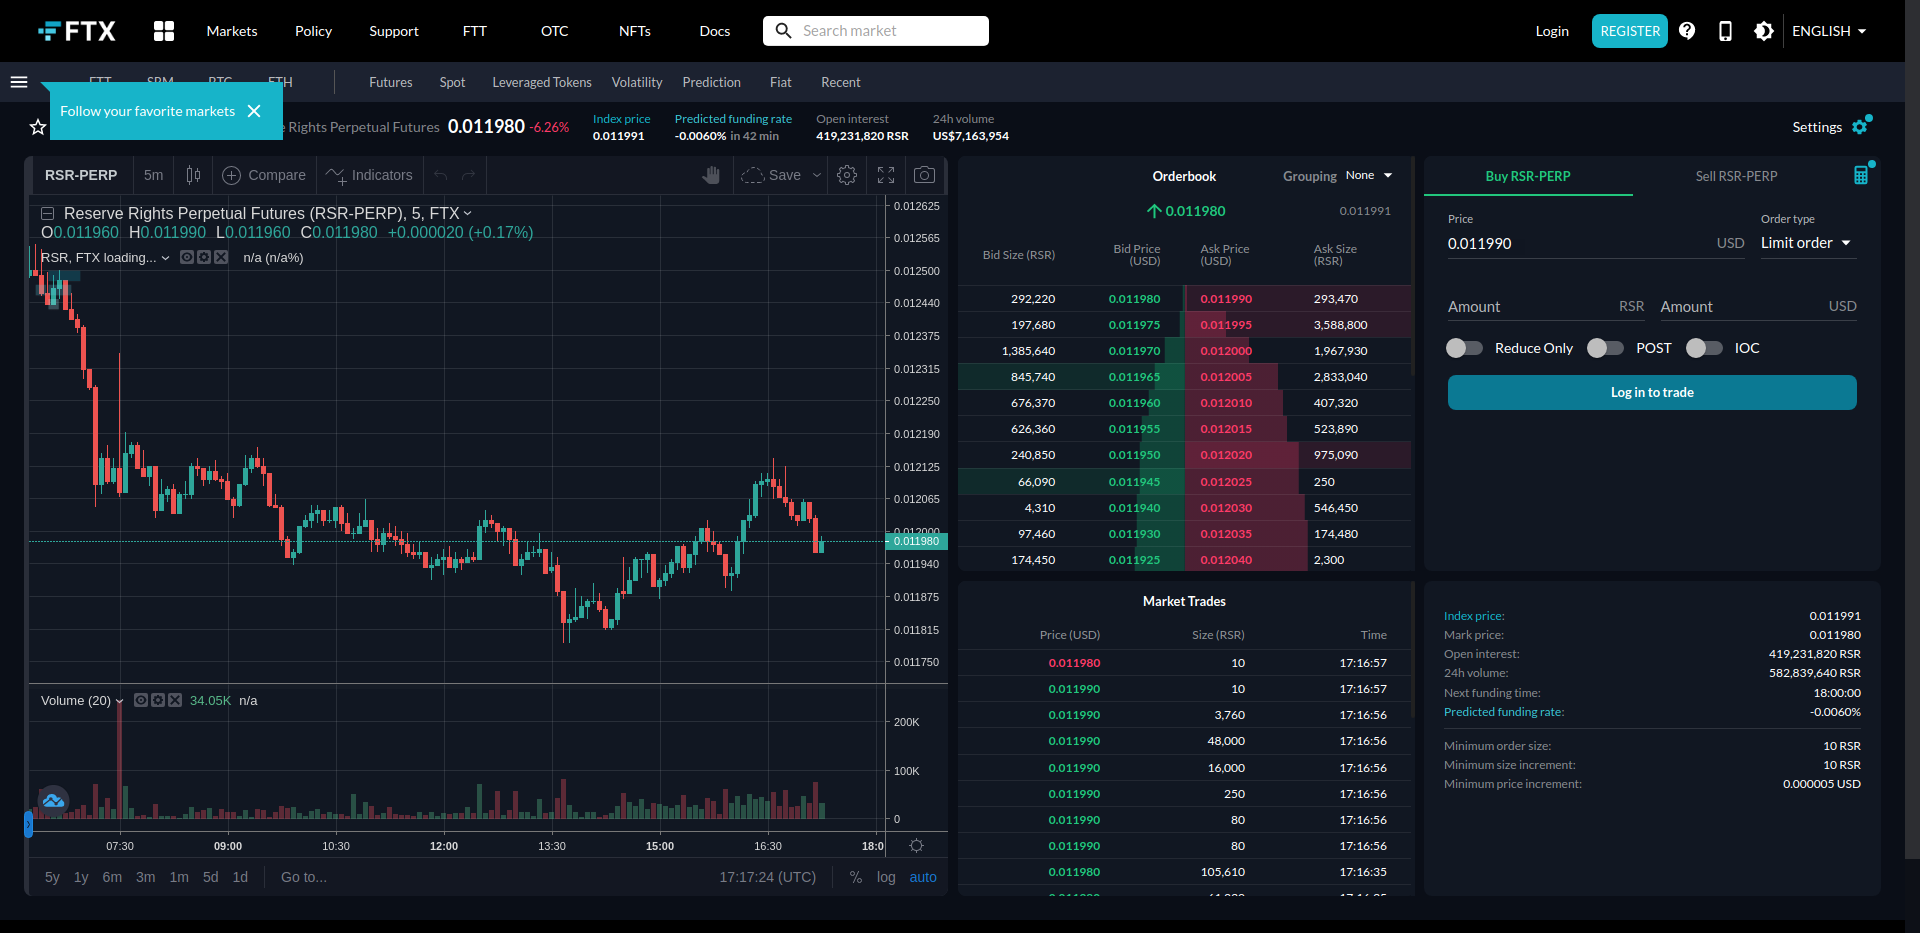 FTX
Markets Policy Support FTT OTC NFTs Docs Search market Login REGISTER ENGLISH
FTT SRM BTC ETH Futures Spot Leveraged Tokens Volatility Prediction Fiat Recent
Follow your favorite markets
Rights Perpetual Futures 0.011980 -6.26%
Index price
0.011991
Predicted funding rate
-0.0060% in 42 min
Open interest
419,231,820 RSR
24h volume
US$7,163,954
Settings
RSR-PERP 5m Compare Indicators Save
Reserve Rights Perpetual Futures (RSR-PERP), 5, FTX
O0.011960 H0.011990 L0.011960 C0.011980 +0.000020 (+0.17%)
RSR, FTX loading... n/a (n/a%)
0.012625
0.012565
0.012500
0.012440
0.012375
0.012315
0.012250
0.012190
0.012125
0.012065
0.012000
0.011980
0.011940
0.011875
0.011815
0.011750
Volume (20) 34.05K n/a
200K
100K
0
07:30 09:00 10:30 12:00 13:30 15:00 16:30 18:0
5y 1y 6m 3m 1m 5d 1d Go to... 17:17:24 (UTC) % log auto
Orderbook Grouping None
0.011980 0.011991
Bid Size (RSR) Bid Price (USD) Ask Price (USD) Ask Size (RSR)
292,220 0.011980 0.011990 293,470
197,680 0.011975 0.011995 3,588,800
1,385,640 0.011970 0.012000 1,967,930
845,740 0.011965 0.012005 2,833,040
676,370 0.011960 0.012010 407,320
626,360 0.011955 0.012015 523,890
240,850 0.011950 0.012020 975,090
66,090 0.011945 0.012025 250
4,310 0.011940 0.012030 546,450
97,460 0.011930 0.012035 174,480
174,450 0.011925 0.012040 2,300
Market Trades
Price (USD) Size (RSR) Time
0.011980 10 17:16:57
0.011990 10 17:16:57
0.011990 3,760 17:16:56
0.011990 48,000 17:16:56
0.011990 16,000 17:16:56
0.011990 250 17:16:56
0.011990 80 17:16:56
0.011990 80 17:16:56
0.011980 105,610 17:16:35
Buy RSR-PERP Sell RSR-PERP
Price Order type
0.011990 USD Limit order
Amount RSR Amount USD
Reduce Only POST IOC
Log in to trade
Index price: 0.011991
Mark price: 0.011980
Open interest: 419,231,820 RSR
24h volume: 582,839,640 RSR
Next funding time: 18:00:00
Predicted funding rate: -0.0060%
Minimum order size: 10 RSR
Minimum size increment: 10 RSR
Minimum price increment: 0.000005 USD